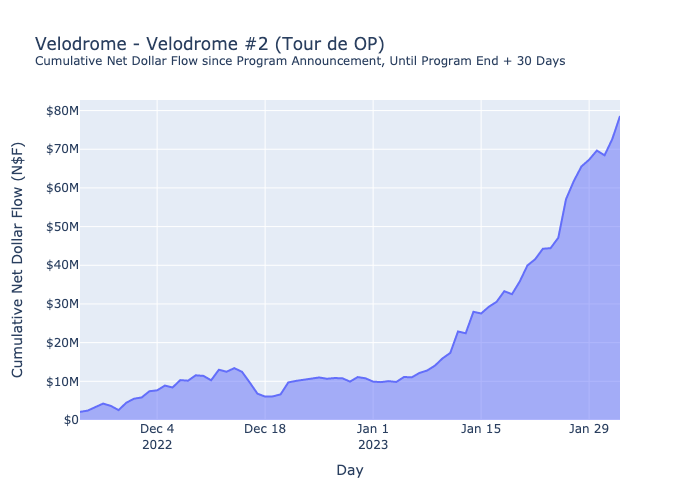 Velodrome - Velodrome #2 (Tour de OP)
Cumulative Net Dollar Flow since Program Announcement, Until Program End + 30 Days
Cumulative Net Dollar Flow (N$F)
$80M
$70M
$60M
$50M
$40M
$30M
$20M
$10M
$0
Dec 4
2022
Dec 18
Jan 1
2023
Jan 15
Jan 29
Day